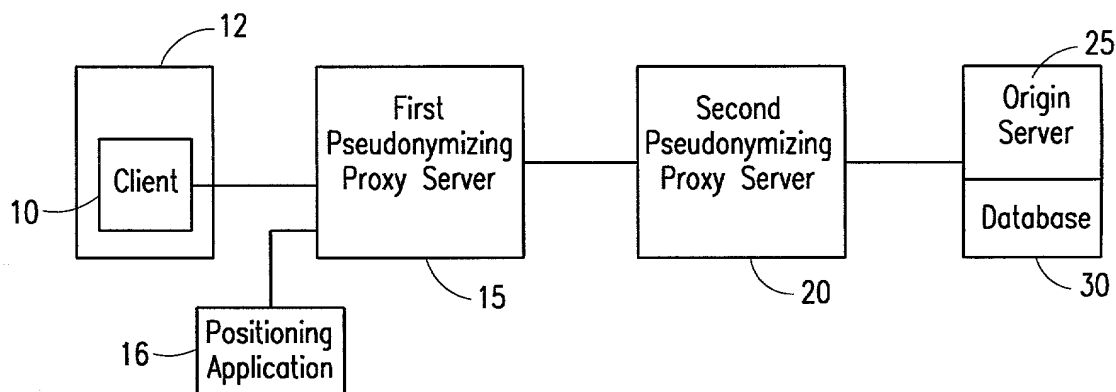 12
25
First
Pseudonymizing
Proxy Server
Second
Pseudonymizing
Proxy Server
Origin
Server
Client
10
Database
15
20
30
16
Positioning
Application